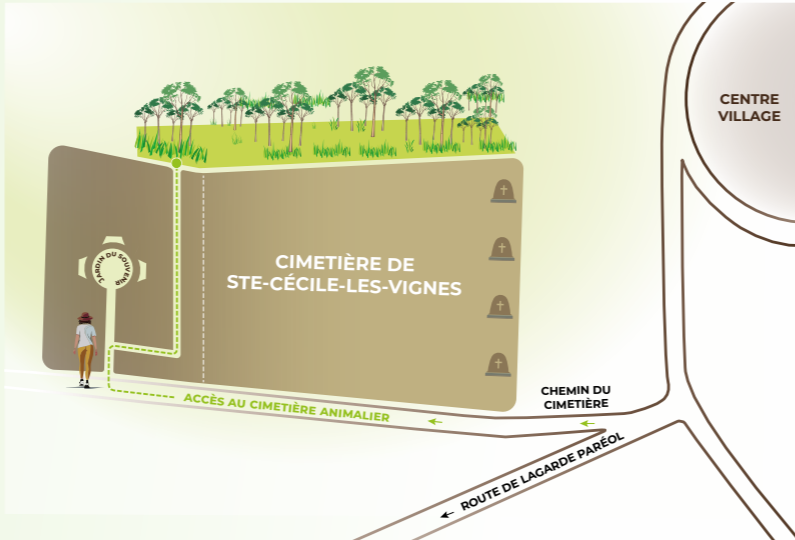 CENTRE
VILLAGE
JARDIN DU SOUVENIR
CIMETIÈRE DE
STE-CÉCILE-LES-VIGNES
CHEMIN DU
CIMETIÈRE
ACCÈS AU CIMETIÈRE ANIMALIER
ROUTE DE LAGARDE PARÉOL